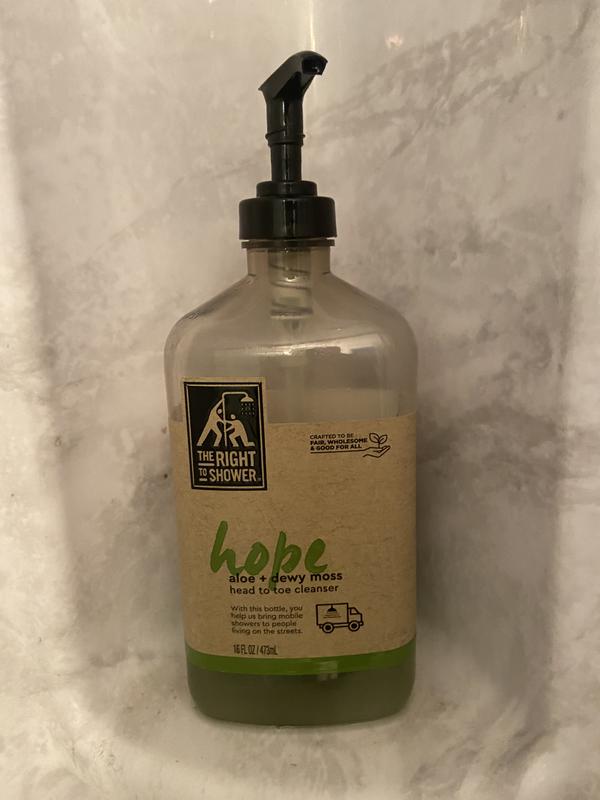 THE RIGHT
TO SHOWER
CRAFTED TO BE
FAIR, WHOLESOME
& GOOD FOR ALL
hope
aloe + dewy moss
head to toe cleanser
With this bottle, you
help us bring mobile
showers to people
living on the streets.
16 FL OZ / 473mL